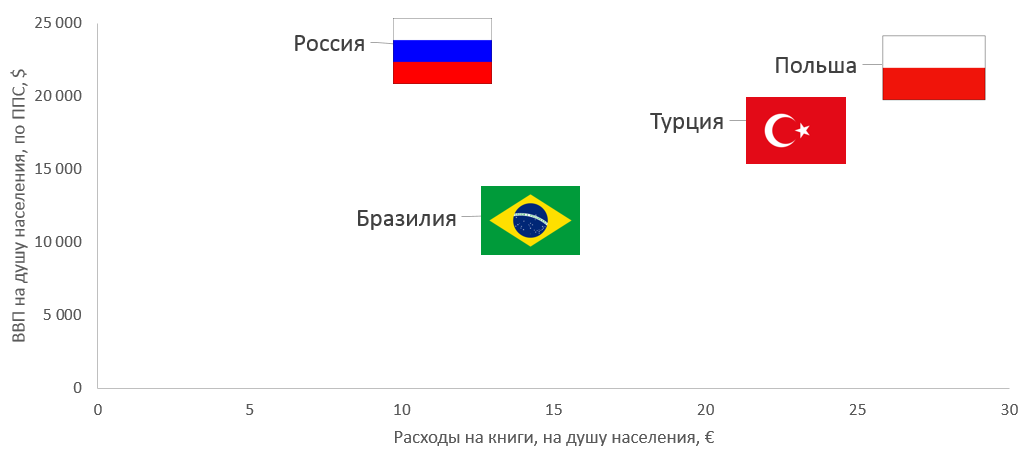 25 000
20 000
15 000
10 000
5 000
0
ВВП на душу населения, по ППС, $
Россия
Польша
Турция
Бразилия
0 5 10 15 20 25 30
Расходы на книги, на душу населения, €